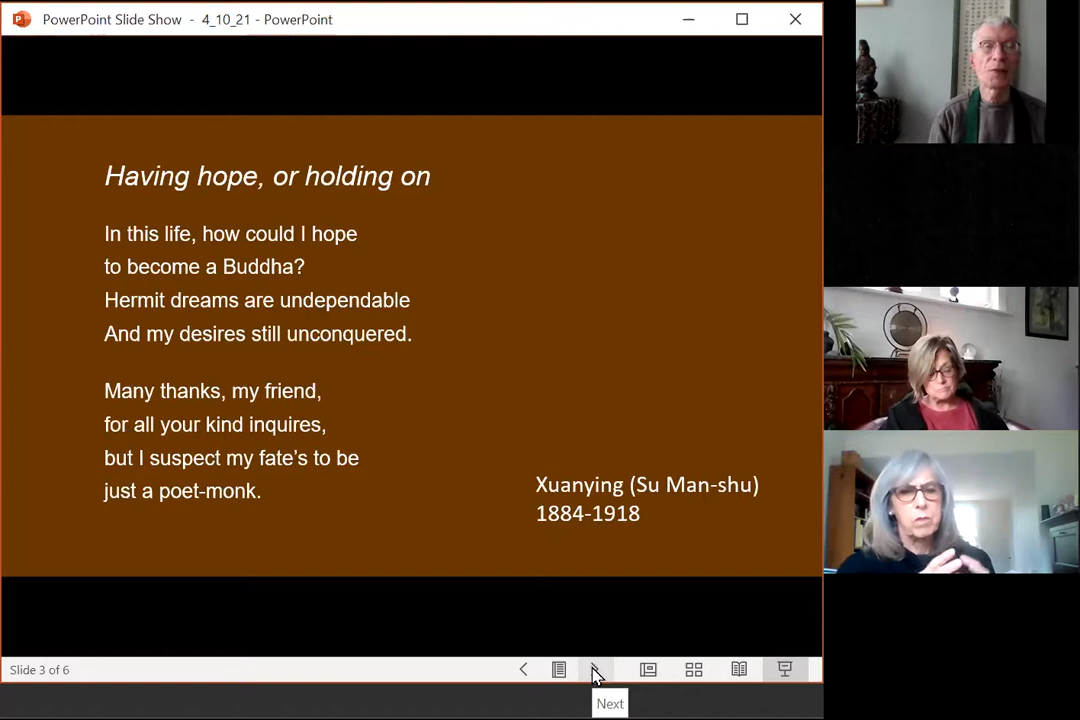 PowerPoint Slide Show - 4_10_21 - PowerPoint
Having hope, or holding on
In this life, how could I hope
to become a Buddha?
Hermit dreams are undependable
And my desires still unconquered.
Many thanks, my friend,
for all your kind inquires,
but I suspect my fate’s to be
just a poet-monk.
Xuanying (Su Man-shu)
1884-1918
Slide 3 of 6
Next